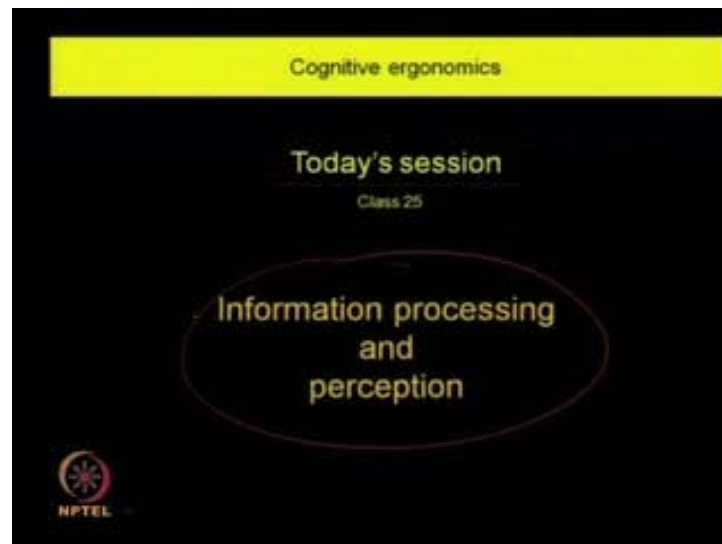 Cognitive ergonomics
Today's session
Class 25
Information processing
and
perception
NPTEL